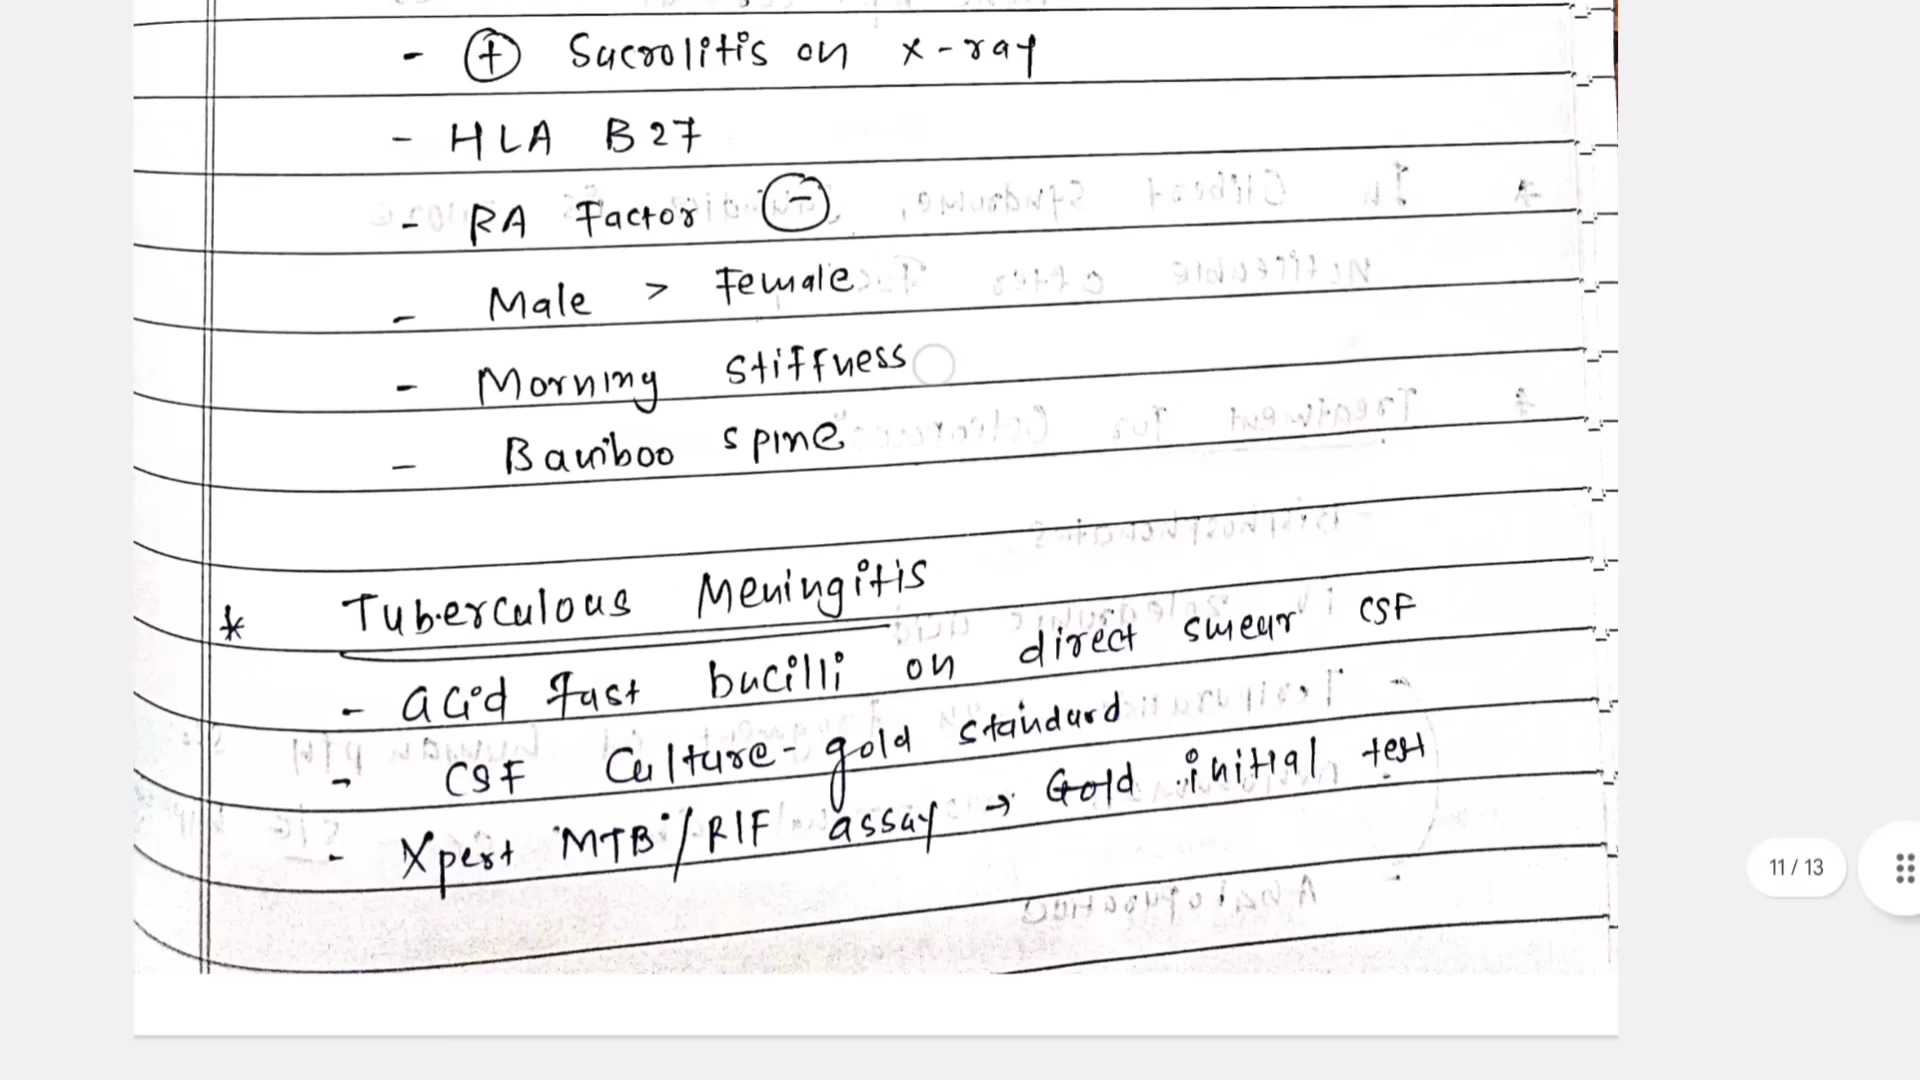 - ⊕ Sacrolitis on x-ray
- HLA B27
- RA Factor ⊖
- Male > Female
- Morning stiffness
- Bamboo spine
* Tuberculous Meningitis
- acid fast bacilli on direct smear CSF
- CSF Culture - gold standard
- Xpert MTB/RIF assay → Gold initial test
11 / 13